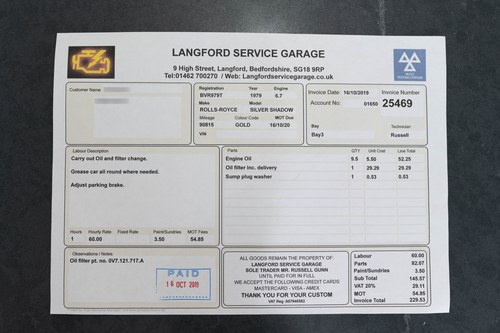 LANGFORD SERVICE GARAGE
9 High Street, Langford, Bedfordshire, SG18 9RP
Tel:01462 700270 / Web: Langfordservicegarage.co.uk
Customer Name
Registration Year Engine
BVR979T 1979 6.7
Make Model
ROLLS-ROYCE SILVER SHADOW
Mileage Colour Code MOT Due
90815 GOLD 16/10/20
VIN
Invoice Date 16/10/2019 Invoice Number
Account No: 01650 25469
Bay Technician
Bay3 Russell
Labour Description
Carry out Oil and filter change.
Grease car all round where needed.
Adjust parking brake.
Hours Hourly Rate Fixed Rate Paint/Sundries MOT Fees
1 60.00 3.50 54.85
Parts QTY Unit Cost Line Total
Engine Oil 9.5 5.50 52.25
Oil filter inc. delivery 1 29.29 29.29
Sump plug washer 1 0.53 0.53
Observations / Notes
Oil filter pt. no. 0V7.121.717.A
PAID
16 OCT 2019
ALL GOODS REMAIN THE PROPERTY OF:
LANGFORD SERVICE GARAGE
SOLE TRADER MR. RUSSELL GUNN
UNTIL PAID FOR IN FULL
WE ACCEPT THE FOLLOWING CREDIT CARDS
MASTERCARD - VISA - AMEX
THANK YOU FOR YOUR CUSTOM
Labour 60.00
Parts 82.07
Paint/Sundries 3.50
Sub Total 145.57
VAT 20% 29.11
MOT 54.85
Invoice Total 229.53